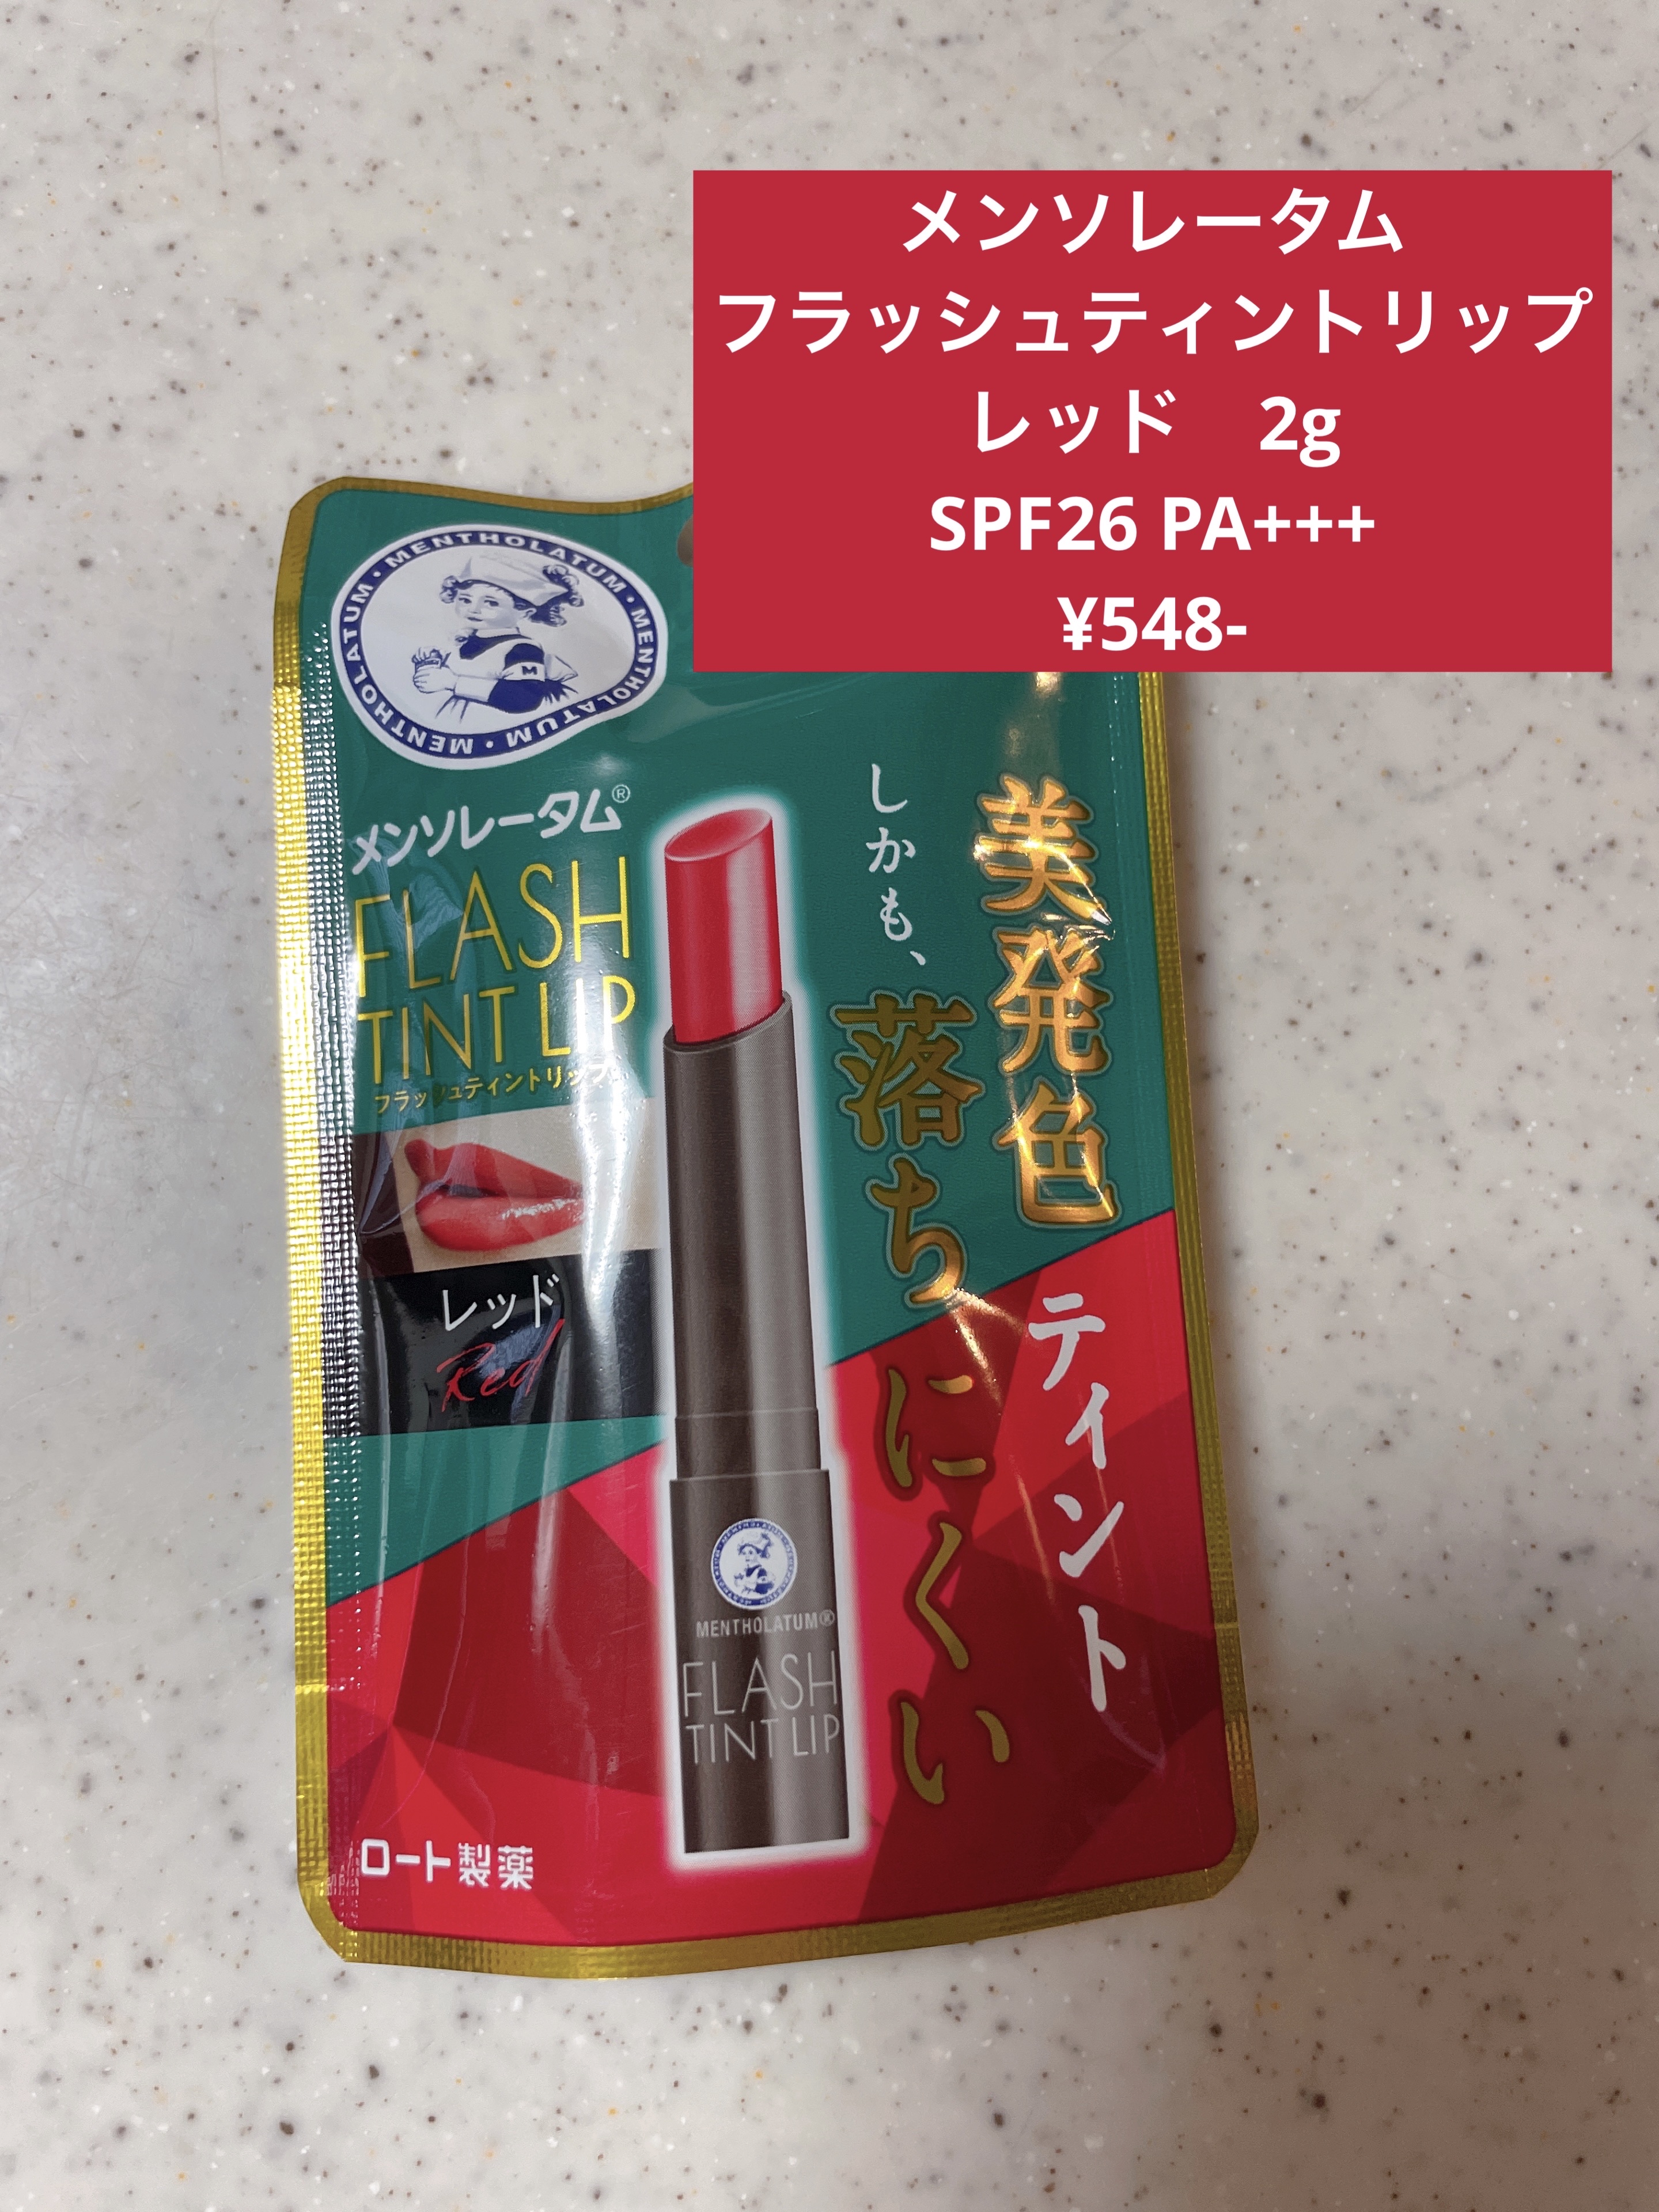 メンソレータム
フラッシュティントリップ
レッド　2g
SPF26 PA+++
¥548-
MENTHOLATUM・MENTHOLATUM・MENTHOLATUM・MENTHOLATUM
M
メンソレータム®
FLASH
TINT LIP
フラッシュティントリップ
レッド
Red
美発色
ティント
しかも、
落ちにくい
MENTHOLATUM®
FLASH
TINT LIP
ロート製薬